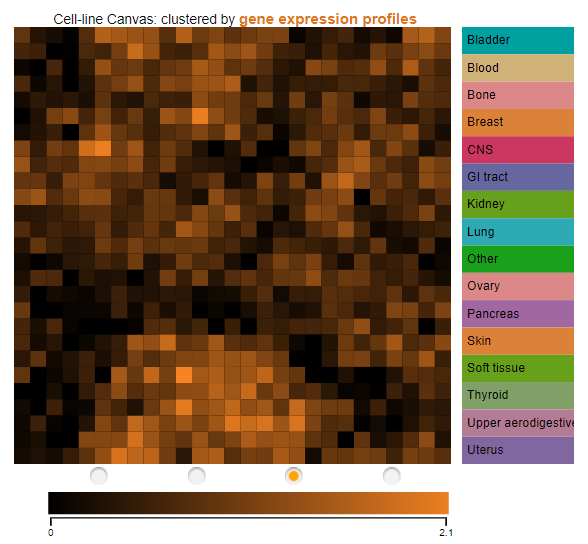 Cell-line Canvas: clustered by gene expression profiles
Bladder
Blood
Bone
Breast
CNS
GI tract
Kidney
Lung
Other
Ovary
Pancreas
Skin
Soft tissue
Thyroid
Upper aerodigestive
Uterus
0 2.1